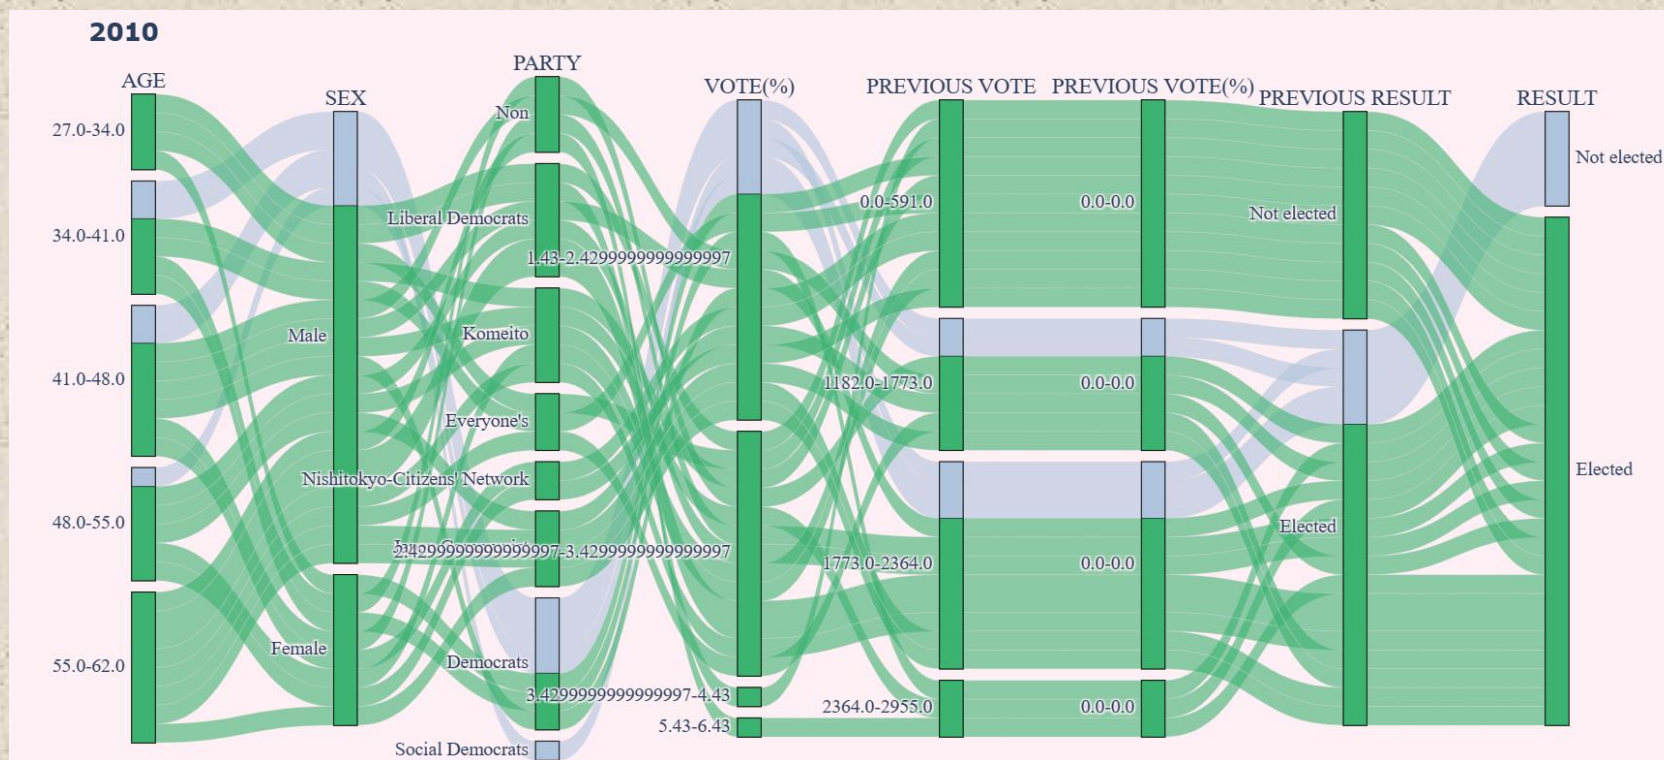 2010
AGE
SEX
PARTY
VOTE(%)
PREVIOUS VOTE
PREVIOUS VOTE(%)
PREVIOUS RESULT
RESULT
27.0-34.0
34.0-41.0
41.0-48.0
48.0-55.0
55.0-62.0
Male
Female
Non
Liberal Democrats
Komeito
Everyone's
Nishitokyo-Citizens' Network
Democrats
Social Democrats
1.43-2.4299999999999997
2.4299999999999997-3.4299999999999997
3.4299999999999997-4.43
5.43-6.43
0.0-591.0
1182.0-1773.0
1773.0-2364.0
2364.0-2955.0
0.0-0.0
0.0-0.0
0.0-0.0
0.0-0.0
Not elected
Elected
Not elected
Elected